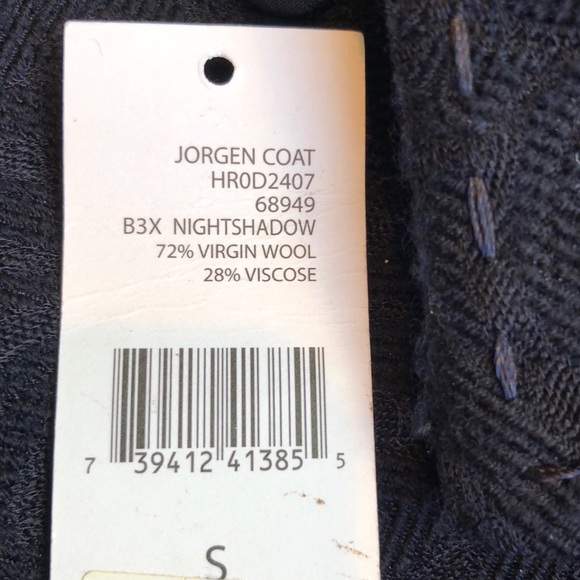 JORGEN COAT
HR0D2407
68949
B3X NIGHTSHADOW
72% VIRGIN WOOL
28% VISCOSE
7 39412 41385 5
S